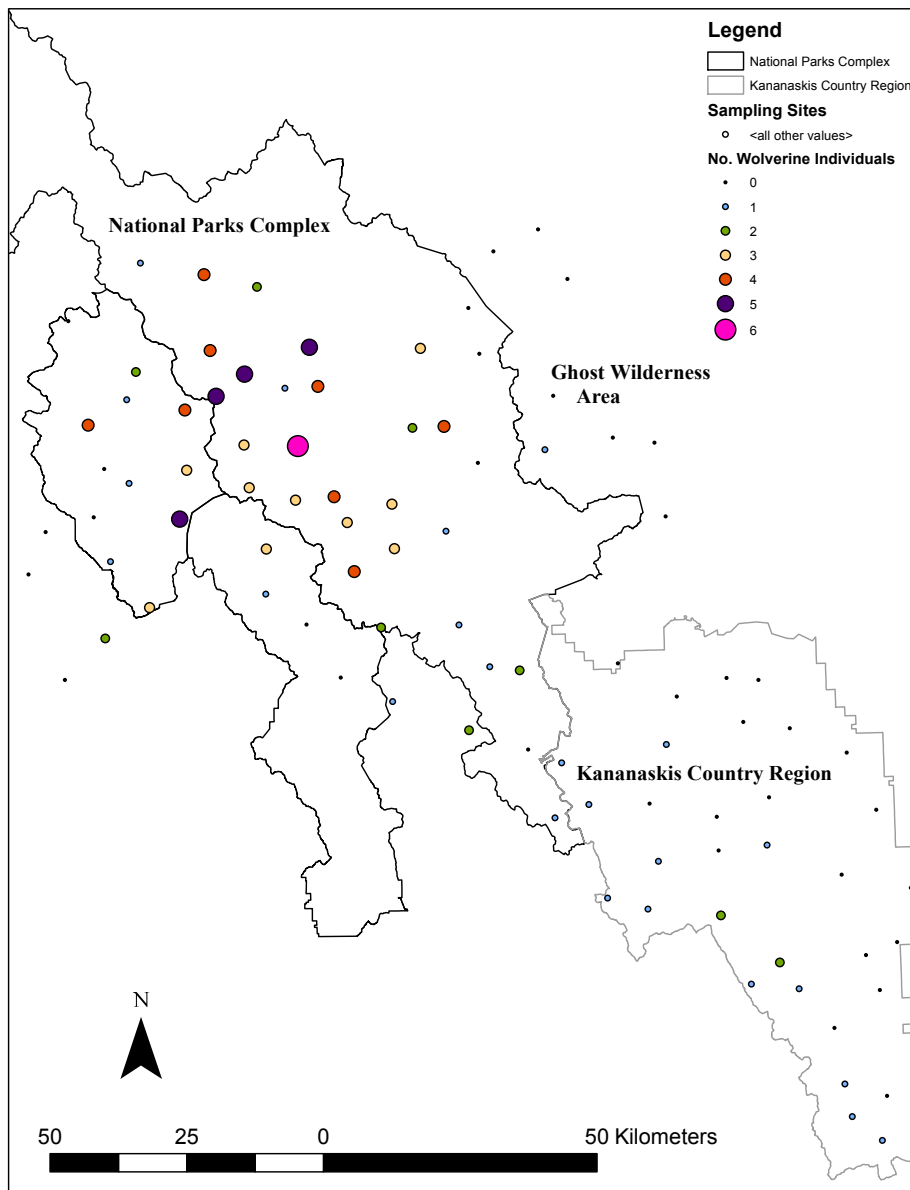 Legend
National Parks Complex
Kananaskis Country Region
Sampling Sites
<all other values>
No. Wolverine Individuals
0
1
2
3
4
5
6
National Parks Complex
Ghost Wilderness
Area
Kananaskis Country Region
N
50 25 0 50 Kilometers